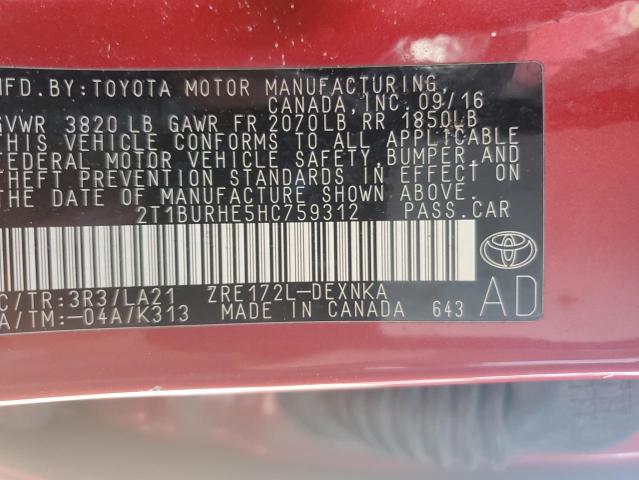 MFD. BY: TOYOTA MOTOR MANUFACTURING,
CANADA, INC. 09/16
GVWR 3820 LB GAWR FR 2070LB, RR 1850LB
THIS VEHICLE CONFORMS TO ALL APPLICABLE
FEDERAL MOTOR VEHICLE SAFETY, BUMPER, AND
THEFT PREVENTION STANDARDS IN EFFECT ON
THE DATE OF MANUFACTURE SHOWN ABOVE.
2T1BURHE5HC759312 PASS. CAR
C/TR: 3R3/LA21 ZRE172L-DEXNKA
A/TM: -04A/K313 MADE IN CANADA 643
AD